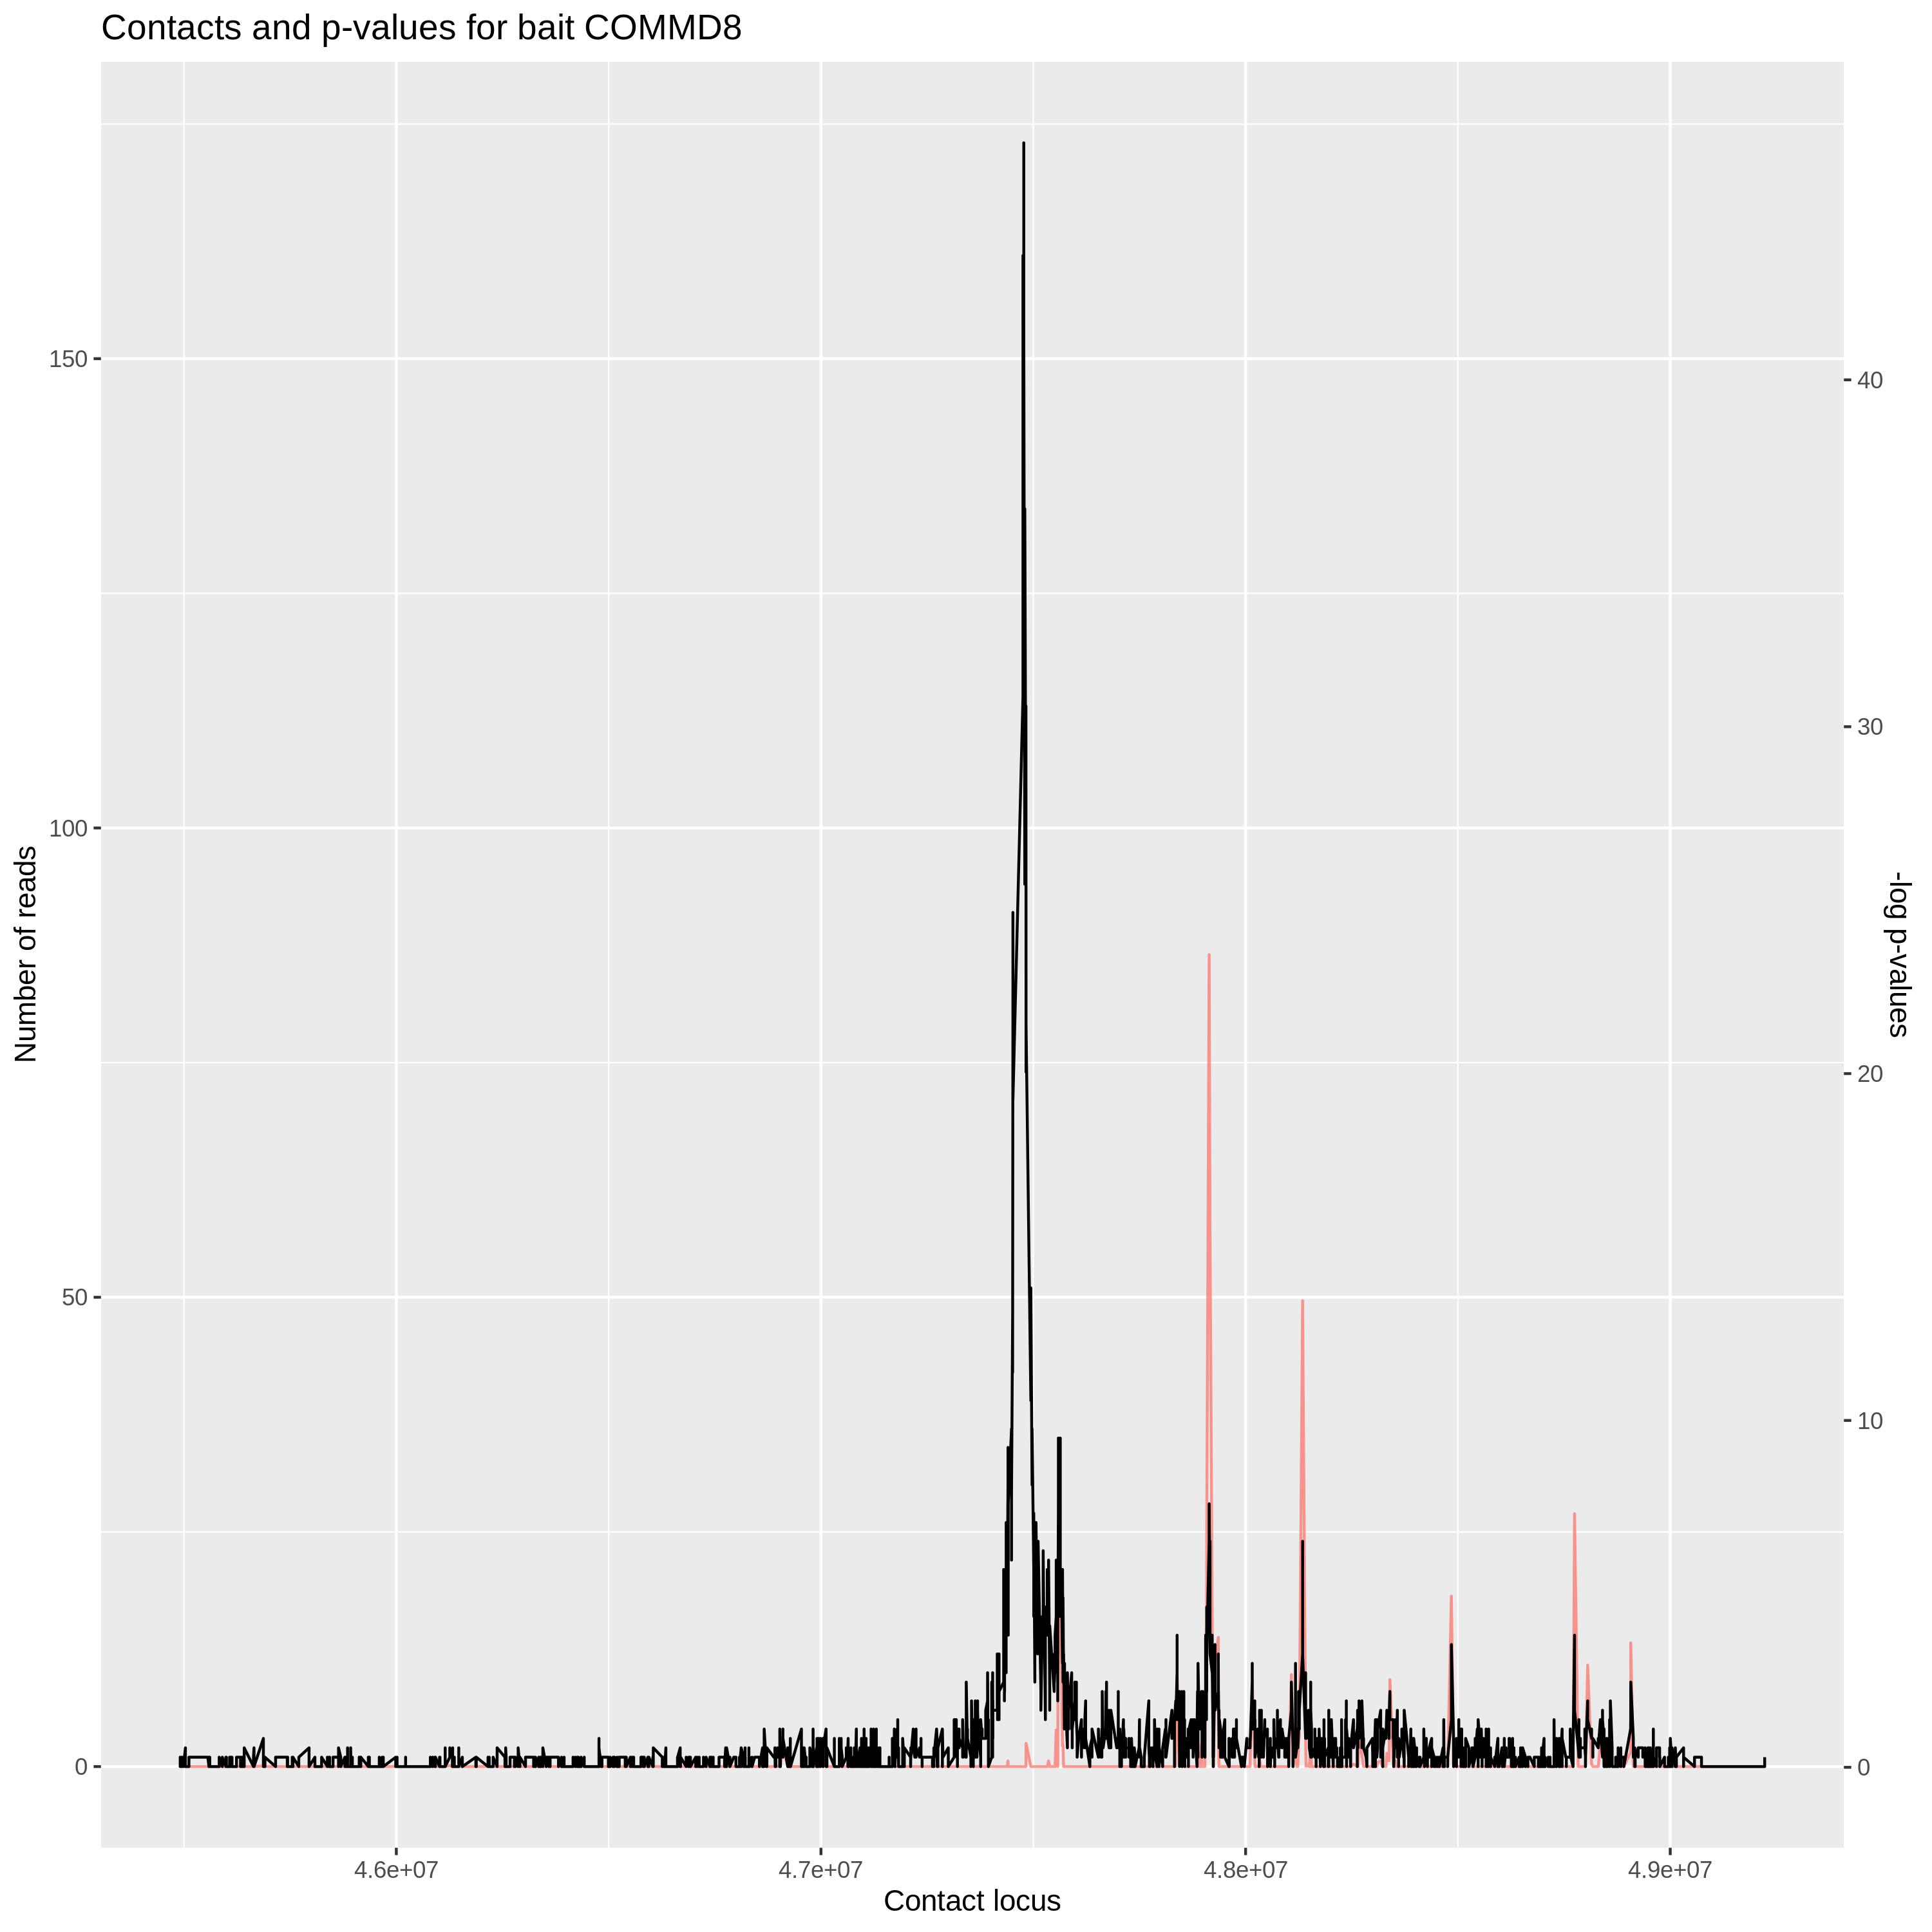 Contacts and p-values for bait COMMD8
150
100
50
0
Number of reads
40
30
20
10
0
-log p-values
4.6e+07
4.7e+07
4.8e+07
4.9e+07
Contact locus